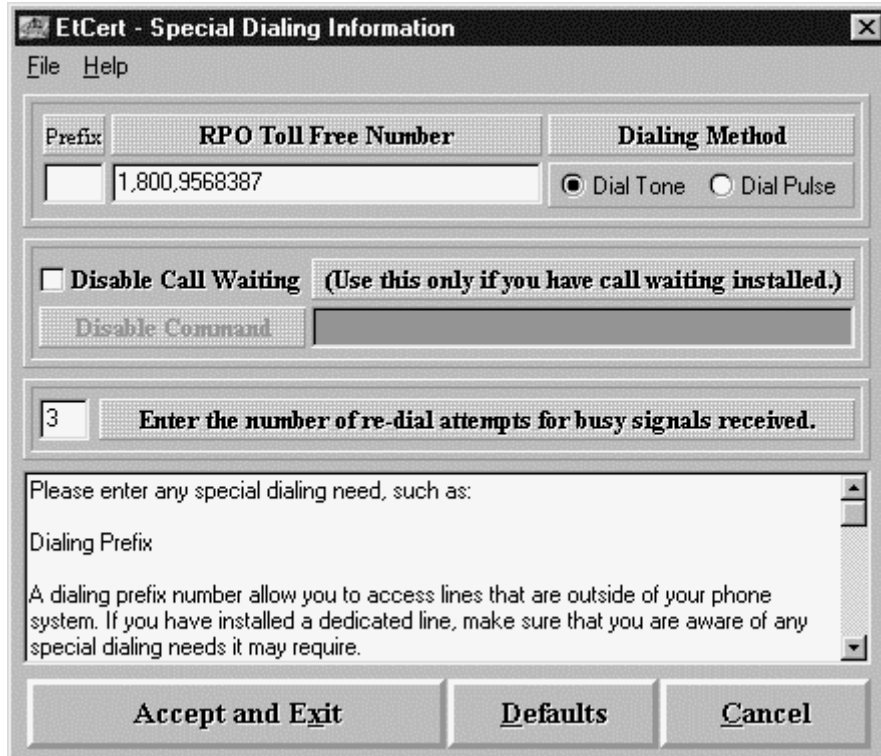 EtCert - Special Dialing Information
File Help
Prefix RPO Toll Free Number Dialing Method
1,800,9568387 Dial Tone Dial Pulse
Disable Call Waiting (Use this only if you have call waiting installed.)
Disable Command
3 Enter the number of re-dial attempts for busy signals received.
Please enter any special dialing need, such as:
Dialing Prefix
A dialing prefix number allow you to access lines that are outside of your phone
system. If you have installed a dedicated line, make sure that you are aware of any
special dialing needs it may require.
Accept and Exit Defaults Cancel